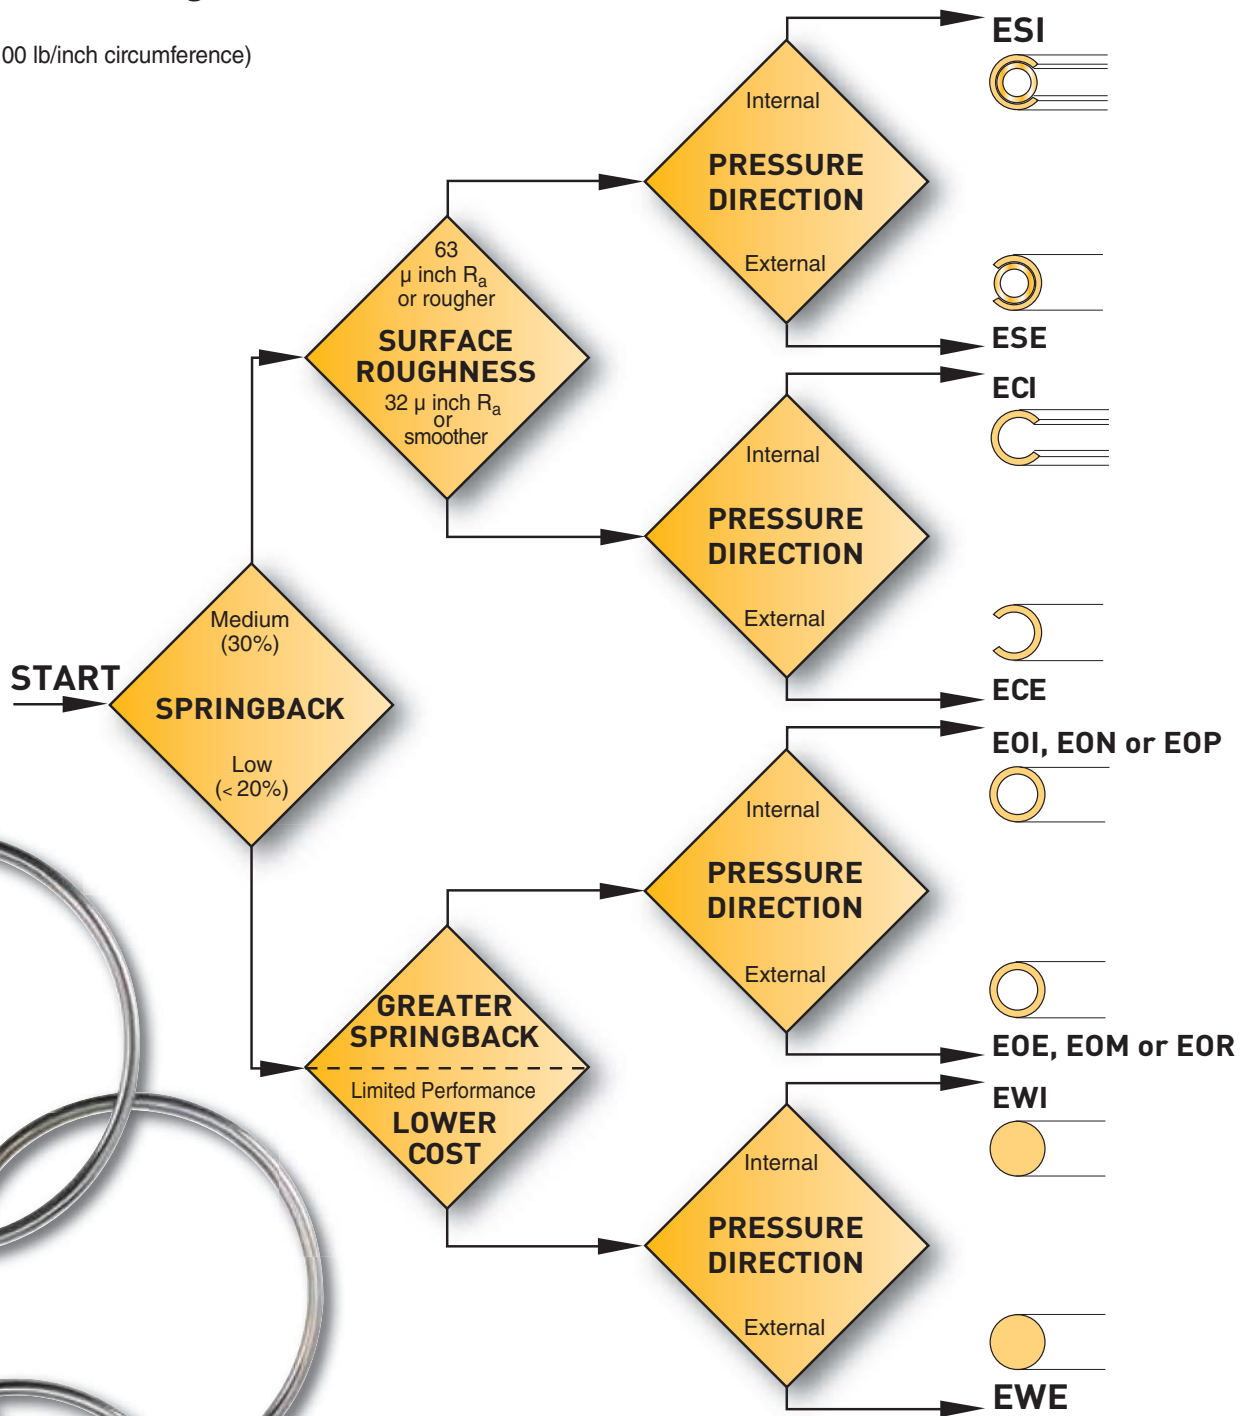 00 lb/inch circumference)
START
Medium
(30%)
SPRINGBACK
Low
(< 20%)
63
µ inch Ra
or rougher
SURFACE
ROUGHNESS
32 µ inch Ra
or
smoother
GREATER
SPRINGBACK
Limited Performance
LOWER
COST
Internal
PRESSURE
DIRECTION
External
ESI
ESE
Internal
PRESSURE
DIRECTION
External
ECI
ECE
Internal
PRESSURE
DIRECTION
External
EOI, EON or EOP
EOE, EOM or EOR
Internal
PRESSURE
DIRECTION
External
EWI
EWE